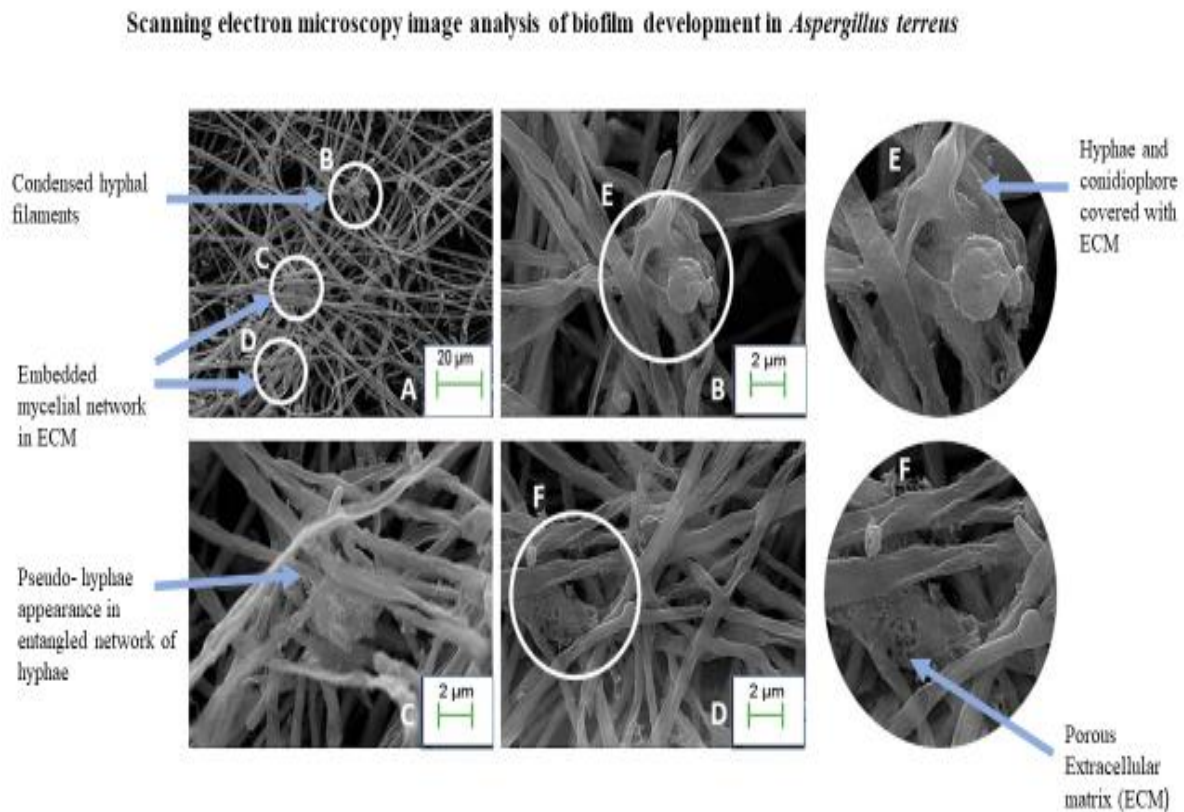 Scanning electron microscopy image analysis of biofilm development in Aspergillus terreus
Condensed hyphal
filaments
Embedded
mycelial network
in ECM
Pseudo- hyphae
appearance in
entangled network of
hyphae
B
C
D
A
20 µm
E
B
2 µm
C
2 µm
F
D
2 µm
E
F
Hyphae and
conidiophore
covered with
ECM
Porous
Extracellular
matrix (ECM)